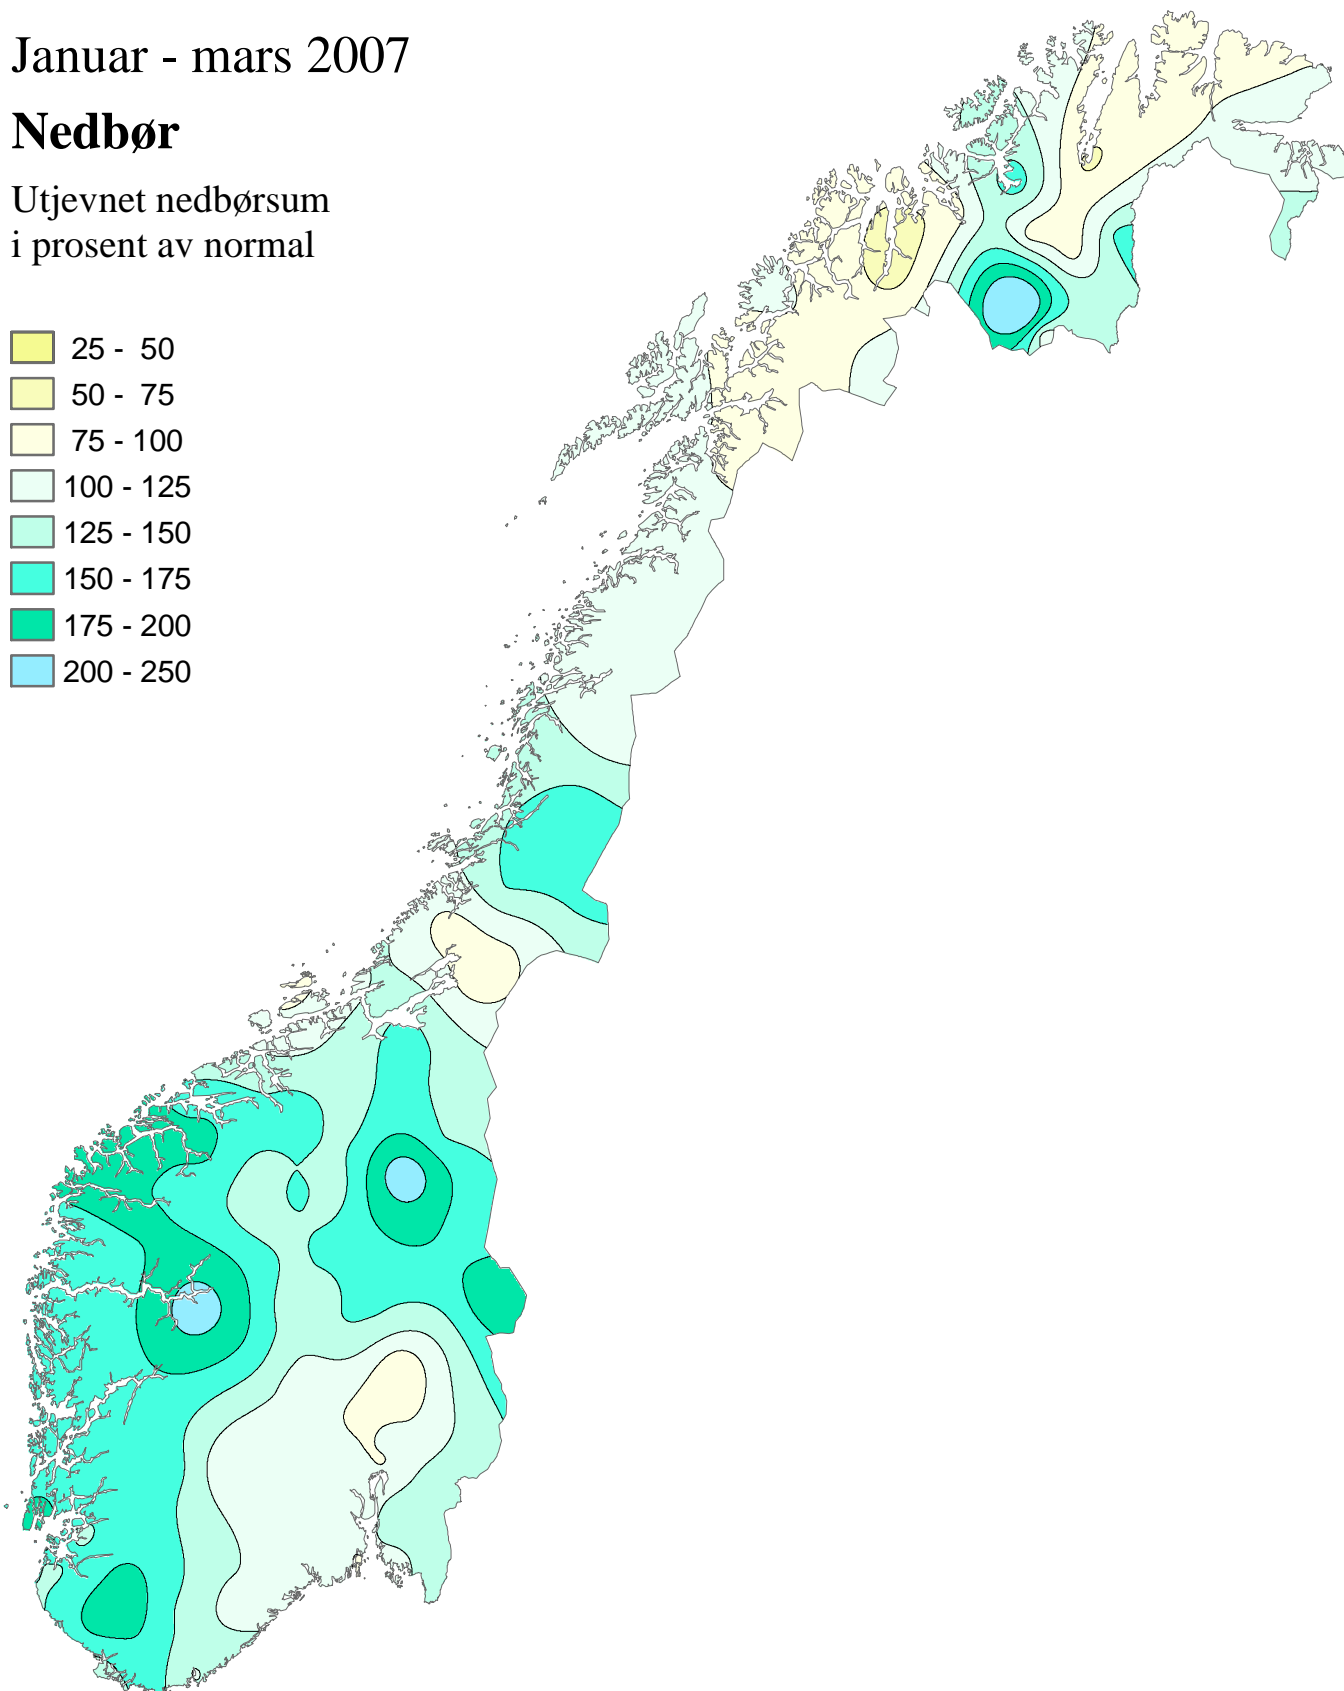 Januar - mars 2007
Nedbør
Utjevnet nedbørsum
i prosent av normal
25 - 50
50 - 75
75 - 100
100 - 125
125 - 150
150 - 175
175 - 200
200 - 250